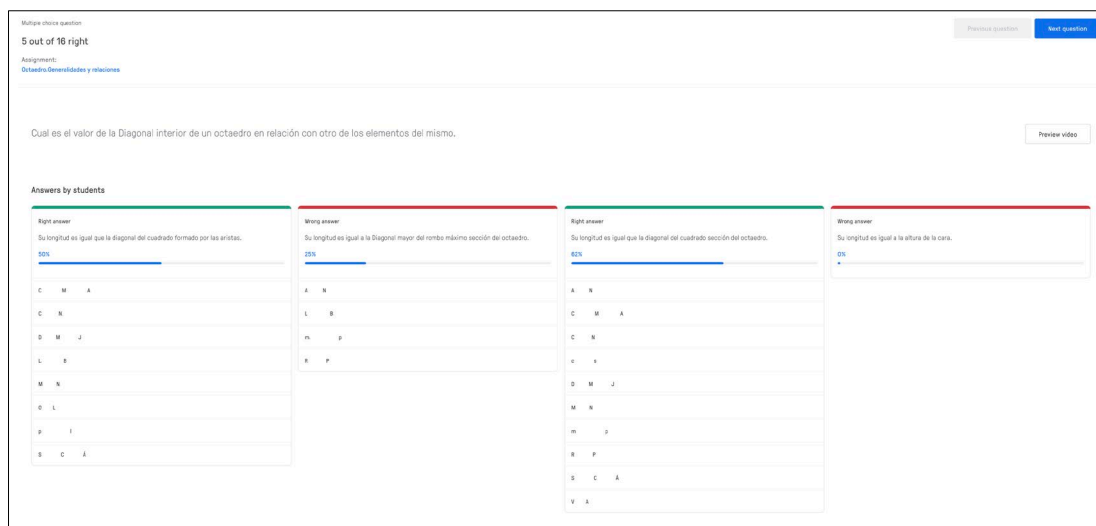 Multiple choice question
5 out of 16 right
Previous question
Next question
Assignment:
Octaedro.Generalidades y relaciones
Cual es el valor de la Diagonal interior de un octaedro en relación con otro de los elementos del mismo.
Preview video
Answers by students
Right answer
Su longitud es igual que la diagonal del cuadrado formado por las aristas.
50%
C M A
C N
D M J
L B
M N
O L
p l
S C Á
Wrong answer
Su longitud es igual a la Diagonal mayor del rombo máximo sección del octaedro.
25%
A N
L B
m p
R P
Right answer
Su longitud es igual que la diagonal del cuadrado sección del octaedro.
62%
A N
C M A
C N
c s
D M J
M N
m p
R P
S C Á
V A
Wrong answer
Su longitud es igual a la altura de la cara.
0%